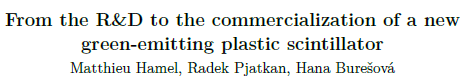 From the R&D to the commercialization of a new
green-emitting plastic scintillator
Matthieu Hamel, Radek Pjatkan, Hana Burešová